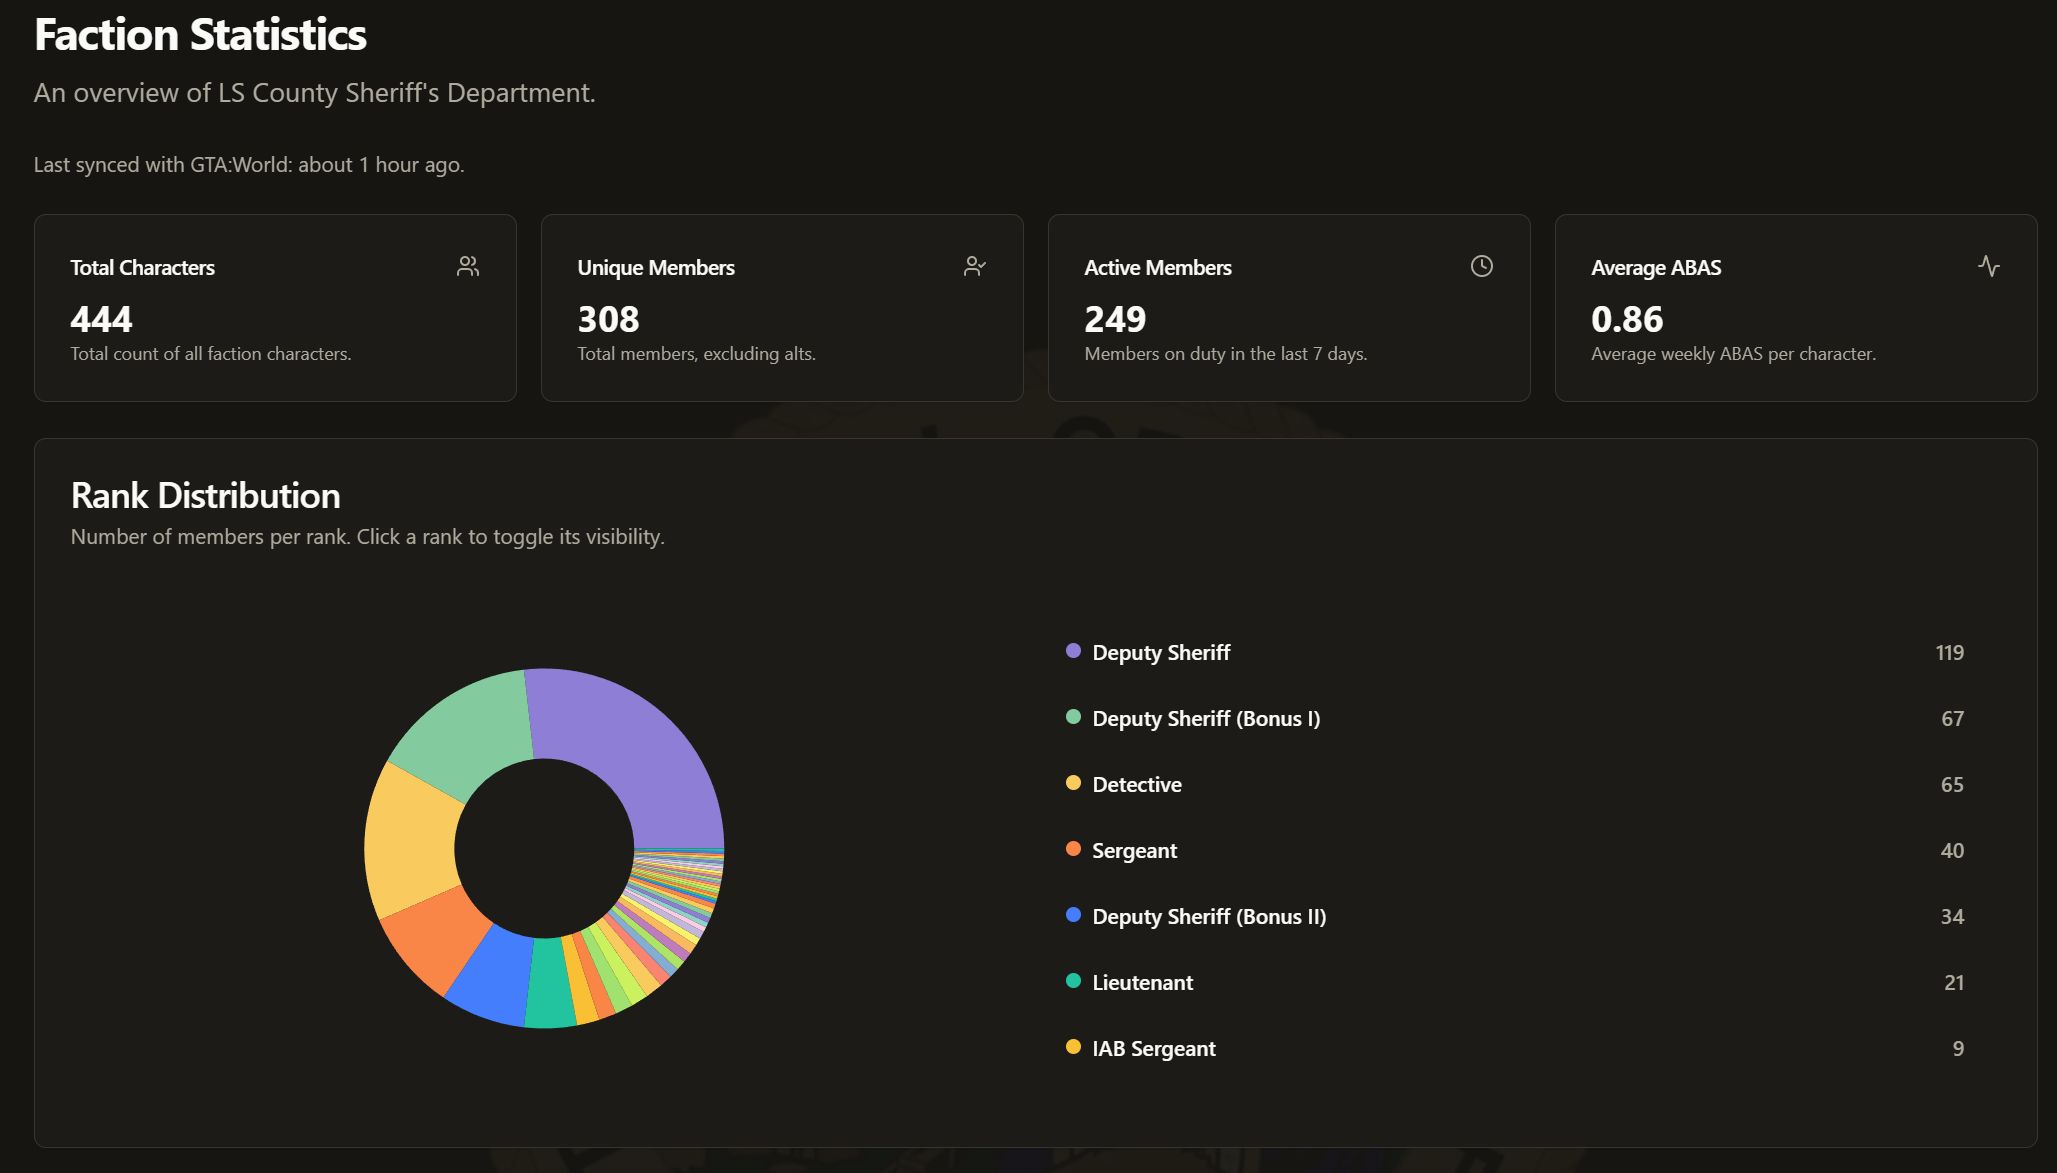 Faction Statistics
An overview of LS County Sheriff's Department.
Last synced with GTA:World: about 1 hour ago.
Total Characters
444
Total count of all faction characters.
Unique Members
308
Total members, excluding alts.
Active Members
249
Members on duty in the last 7 days.
Average ABAS
0.86
Average weekly ABAS per character.
Rank Distribution
Number of members per rank. Click a rank to toggle its visibility.
Deputy Sheriff 119
Deputy Sheriff (Bonus I) 67
Detective 65
Sergeant 40
Deputy Sheriff (Bonus II) 34
Lieutenant 21
IAB Sergeant 9